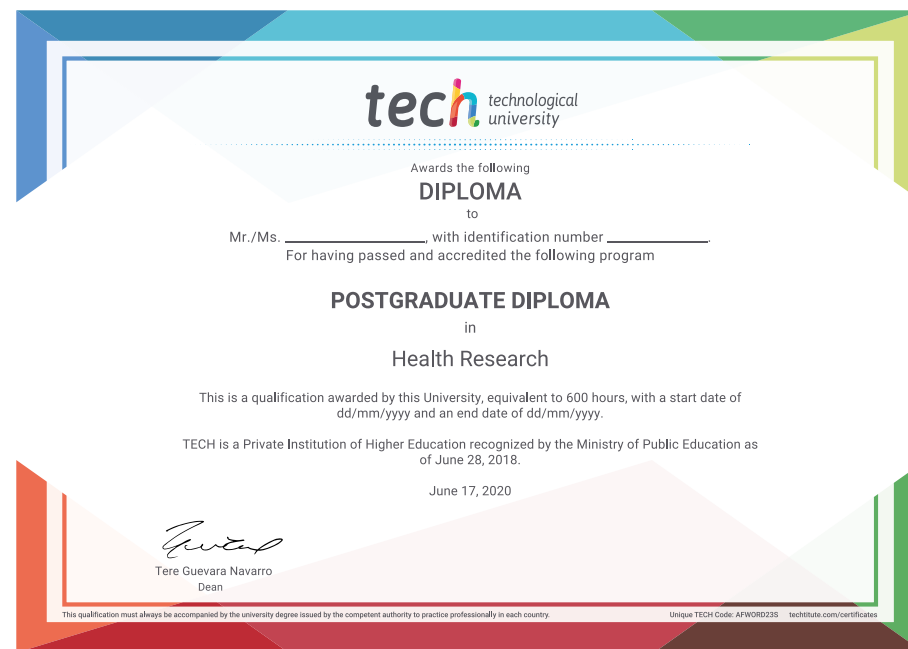 tech technological
university
Awards the following
DIPLOMA
to
Mr./Ms. ____________________, with identification number ______________.
For having passed and accredited the following program
POSTGRADUATE DIPLOMA
in
Health Research
This is a qualification awarded by this University, equivalent to 600 hours, with a start date of
dd/mm/yyyy and an end date of dd/mm/yyyy.
TECH is a Private Institution of Higher Education recognized by the Ministry of Public Education as
of June 28, 2018.
June 17, 2020
Tere Guevara Navarro
Dean
This qualification must always be accompanied by the university degree issued by the competent authority to practice professionally in each country. Unique TECH Code: AFWORD23S techtitute.com/certificates